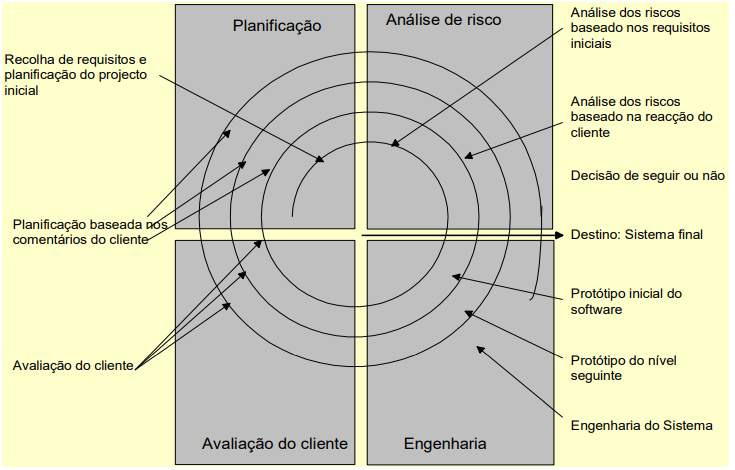 Planificação
Análise de risco
Análise dos riscos
baseado nos requisitos
iniciais
Recolha de requisitos e
planificação do projecto
inicial
Análise dos riscos
baseado na reacção do
cliente
Decisão de seguir ou não
Planificação baseada nos
comentários do cliente
Destino: Sistema final
Protótipo inicial do
software
Avaliação do cliente
Protótipo do nível
seguinte
Engenharia do Sistema
Avaliação do cliente
Engenharia